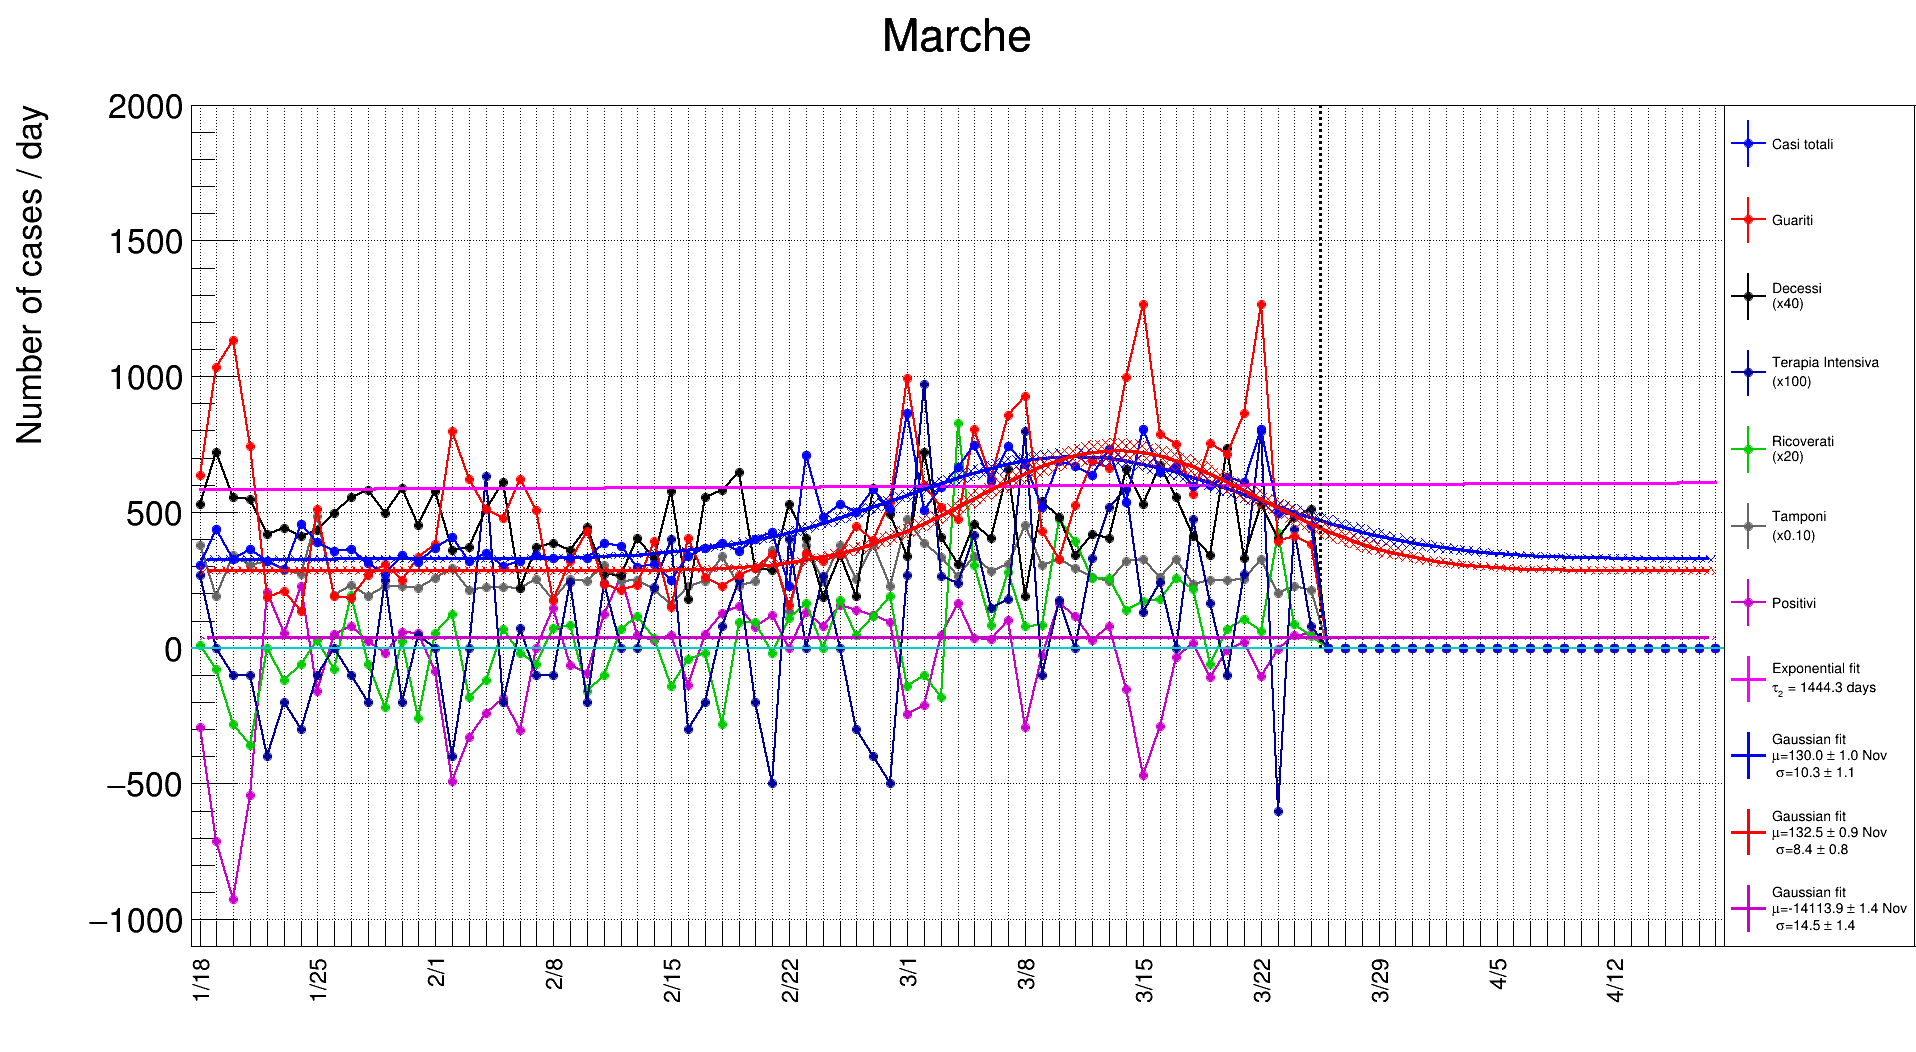 Marche
Number of cases / day
2000
1500
1000
500
0
−500
−1000
1/18
1/25
2/1
2/8
2/15
2/22
3/1
3/8
3/15
3/22
3/29
4/5
4/12
Casi totali
Guariti
Decessi
(x40)
Terapia Intensiva
(x100)
Ricoverati
(x20)
Tamponi
(x0.10)
Positivi
Exponential fit
τ₂ = 1444.3 days
Gaussian fit
μ=130.0 ± 1.0 Nov
σ=10.3 ± 1.1
Gaussian fit
μ=132.5 ± 0.9 Nov
σ=8.4 ± 0.8
Gaussian fit
μ=-14113.9 ± 1.4 Nov
σ=14.5 ± 1.4